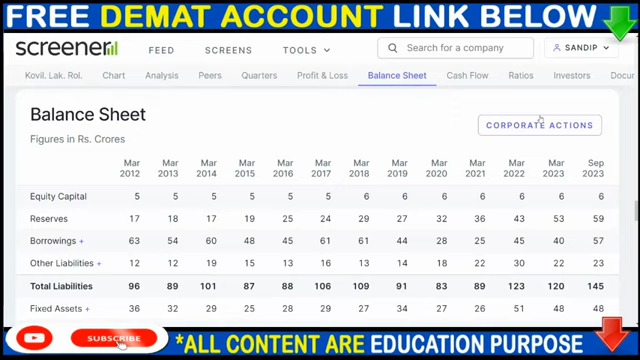 FREE DEMAT ACCOUNT LINK BELOW
screener FEED SCREENS TOOLS Search for a company SANDIP
Kovil. Lak. Rol. Chart Analysis Peers Quarters Profit & Loss Balance Sheet Cash Flow Ratios Investors Docu
Balance Sheet
CORPORATE ACTIONS
Figures in Rs. Crores
Mar 2012 Mar 2013 Mar 2014 Mar 2015 Mar 2016 Mar 2017 Mar 2018 Mar 2019 Mar 2020 Mar 2021 Mar 2022 Mar 2023 Sep 2023
Equity Capital 5 5 5 5 5 5 6 6 6 6 6 6 6
Reserves 17 18 17 19 25 24 29 27 32 36 43 53 59
Borrowings + 63 54 60 48 45 61 61 44 28 25 45 40 57
Other Liabilities + 12 12 19 15 13 16 13 14 18 22 30 22 23
Total Liabilities 96 89 101 87 88 106 109 91 83 89 123 120 145
Fixed Assets + 36 32 29 25 28 29 27 34 27 26 51 48 48
SUBSCRIBE *ALL CONTENT ARE EDUCATION PURPOSE